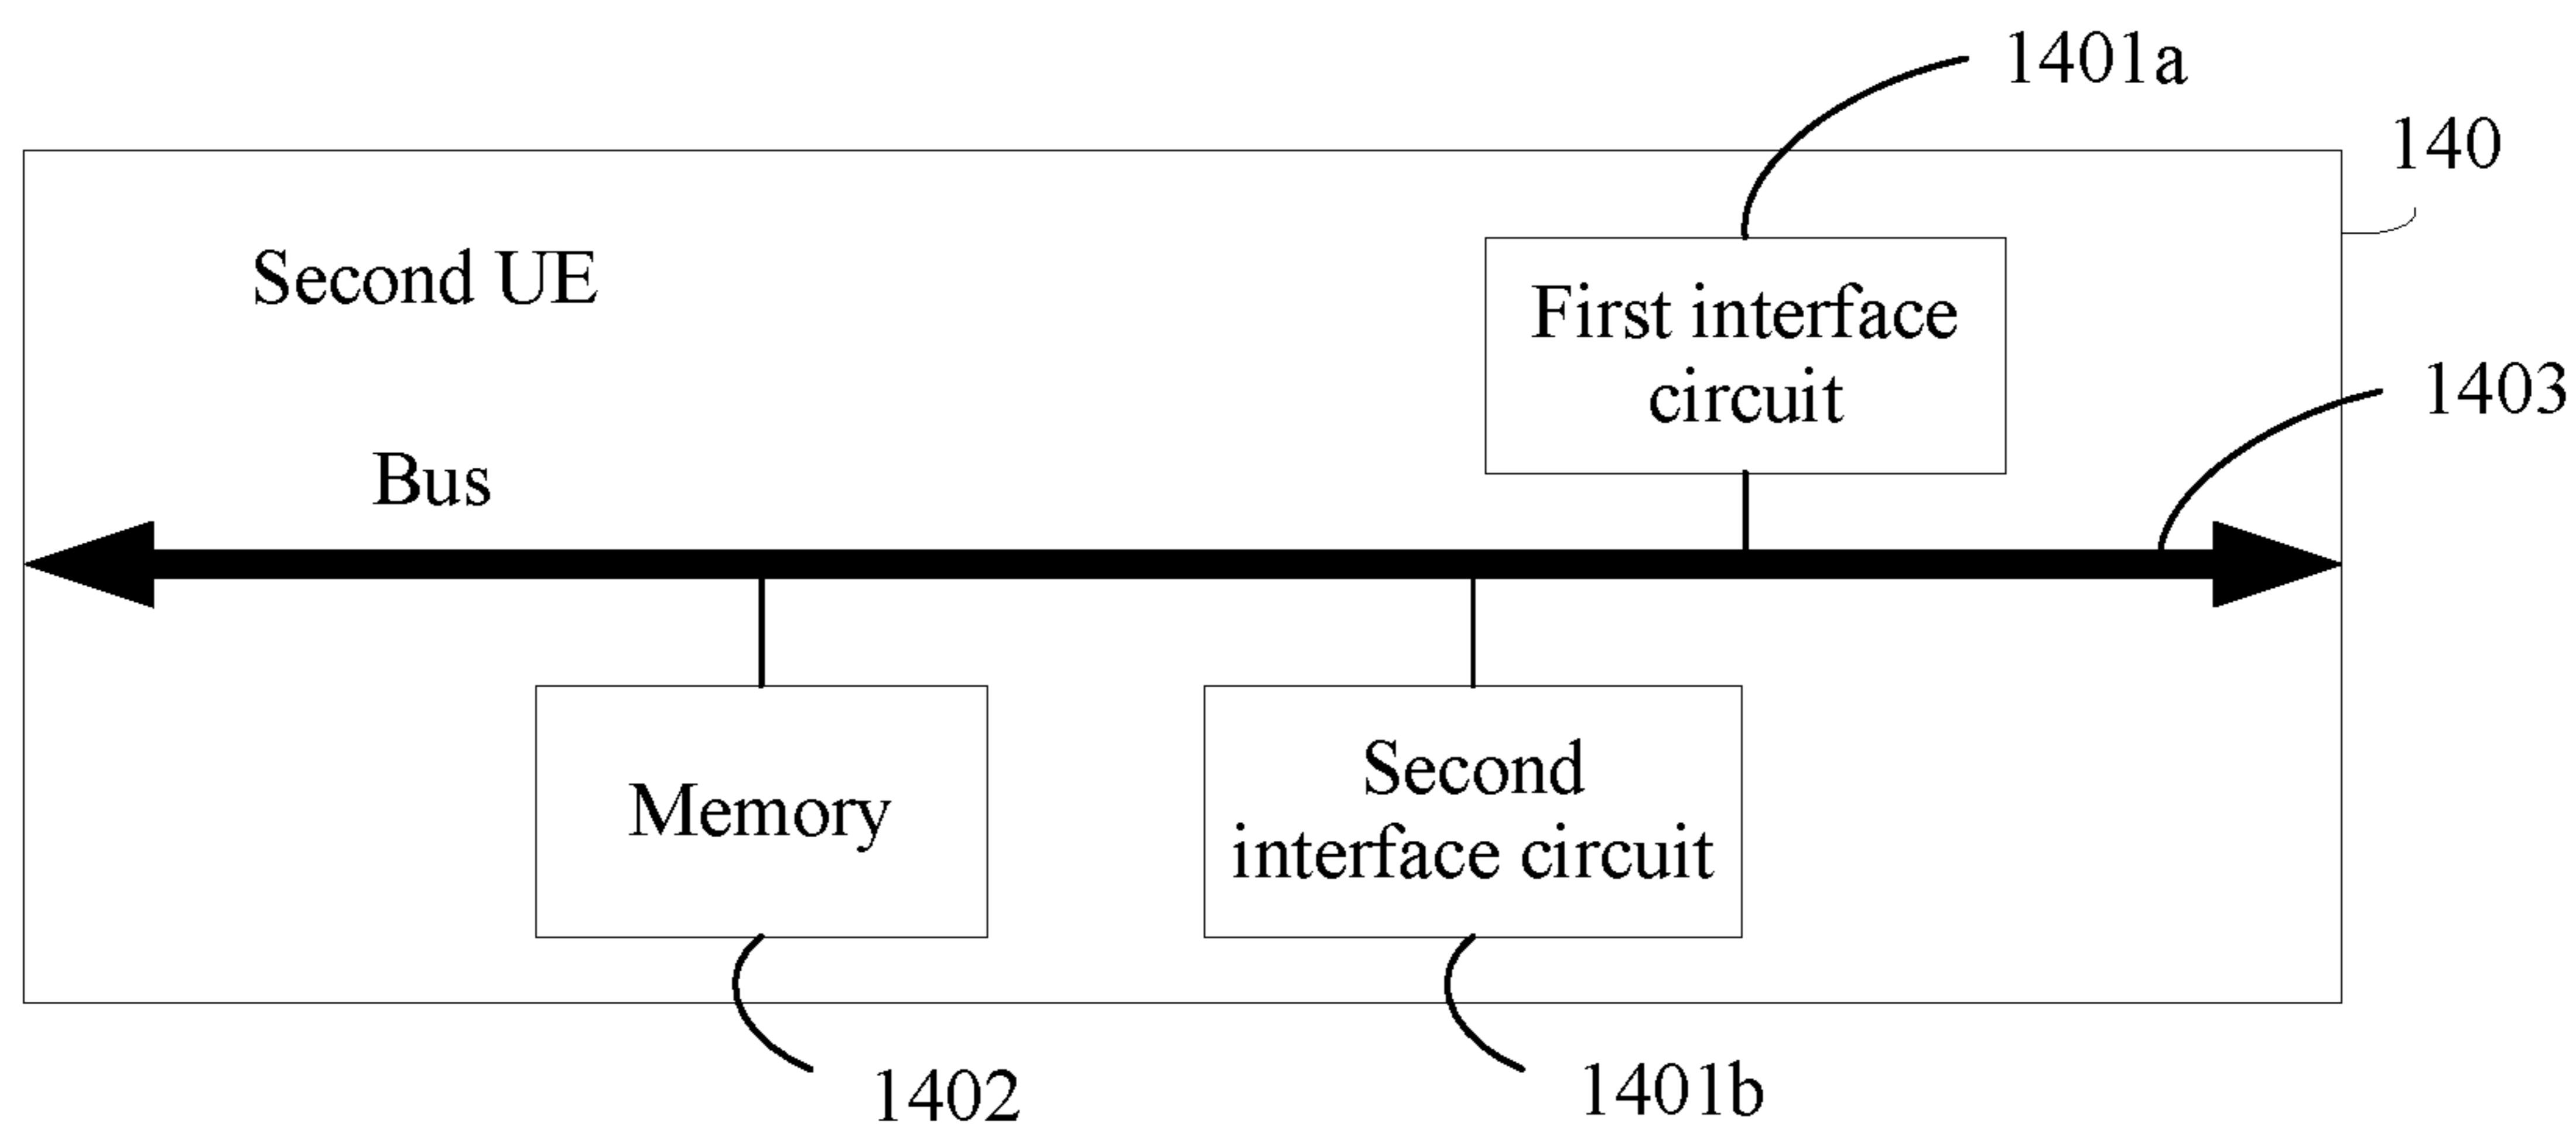 1401a
140
Second UE
First interface
circuit
1403
Bus
Memory
Second
interface circuit
1402
1401b